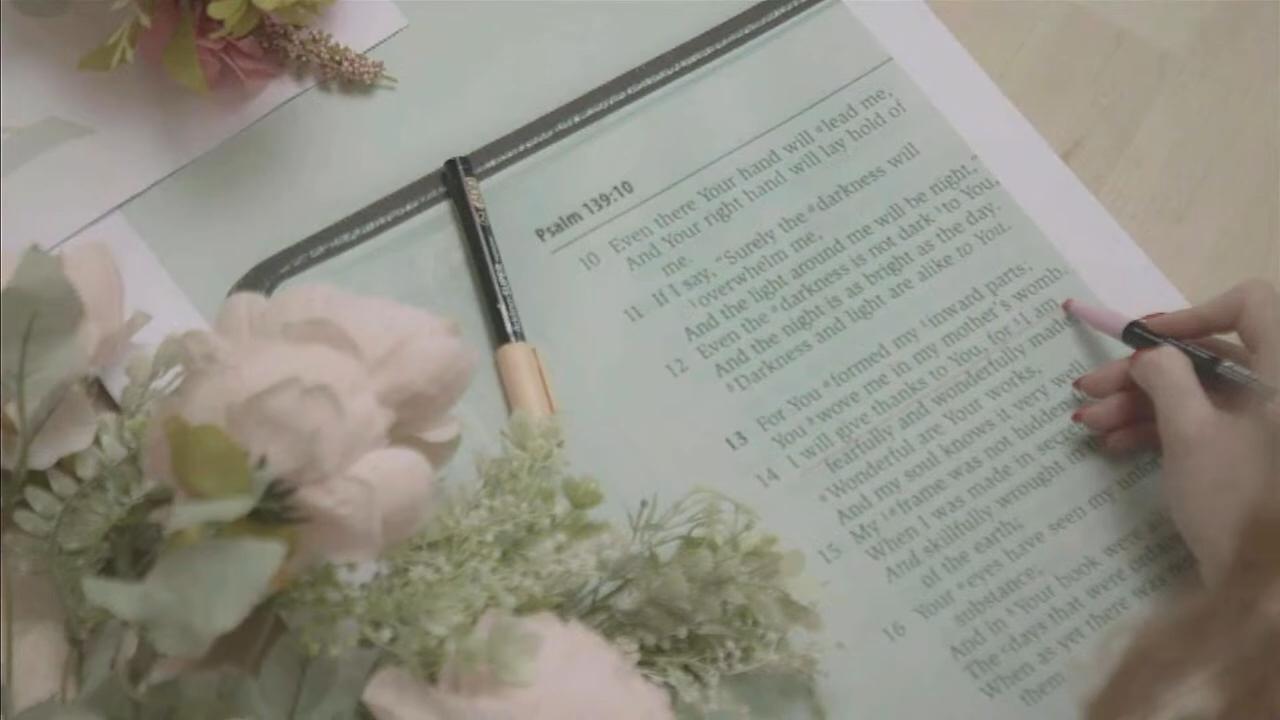 Psalm 139:10
10 Even there Your hand will lead me,
And Your right hand will lay hold of
me.
11 If I say, "Surely the darkness will
overwhelm me,
And the light around me will be night,"
12 Even the darkness is not dark to You,
And the night is as bright as the day.
Darkness and light are alike to You.
13 For You formed my inward parts,
You wove me in my mother's womb.
14 I will give thanks to You, for I am
fearfully and wonderfully made
Wonderful are Your works,
And my soul knows it very well
15 My frame was not hidden
When I was made in
And skillfully wrought in
of the earth;
16 Your eyes have seen my
substance;
And in Your book were
The days that were
When as yet there was
them